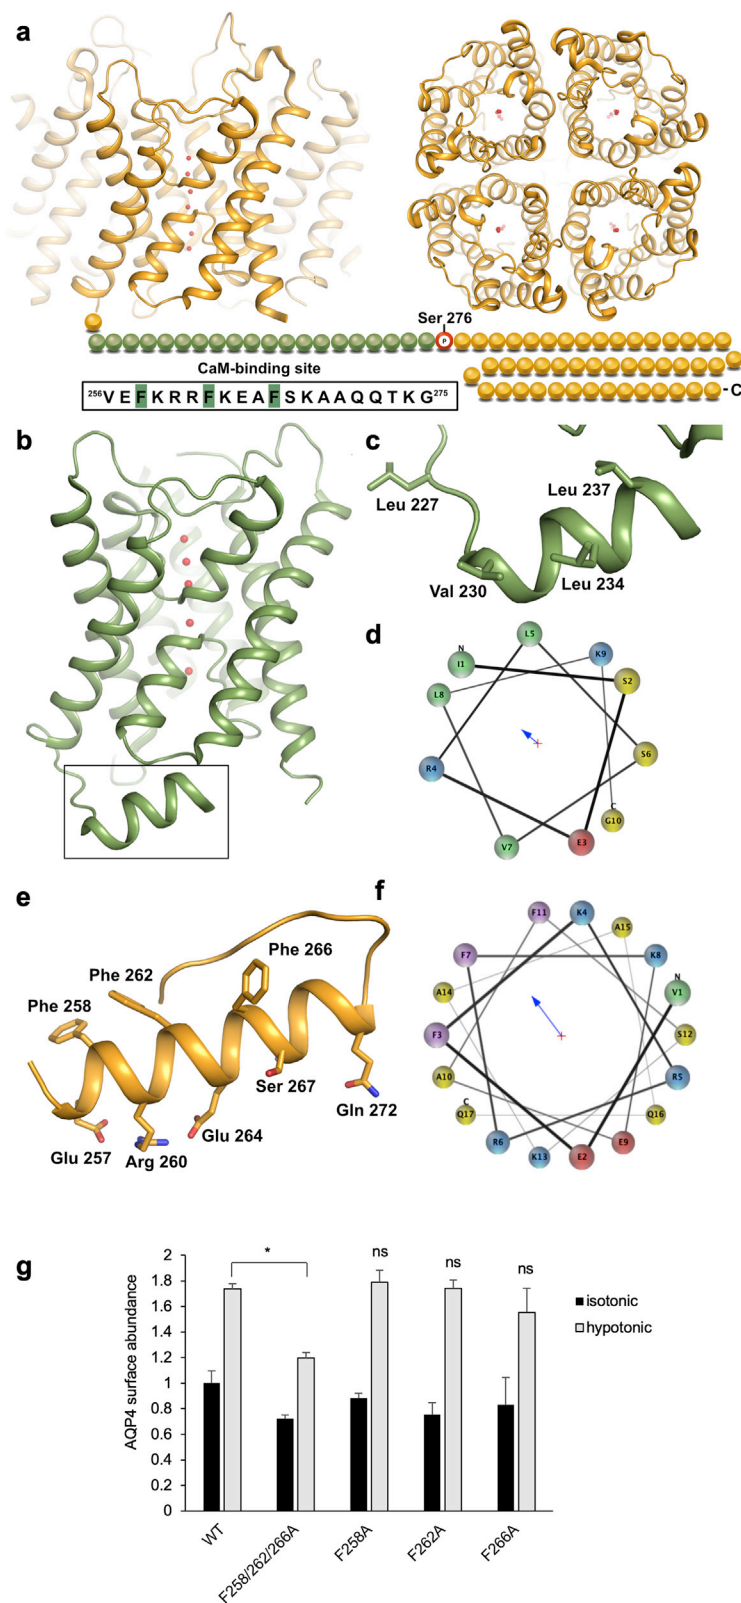 a
Ser 276
P
CaM-binding site
256VEFKRRFKEAFSKAAQQTKG275
-C
b
c
Leu 227
Leu 237
Val 230
Leu 234
d
L5
N
K9
I1
S2
L8
R4
S6
C
G10
V7
E3
e
Phe 266
Phe 262
Phe 258
Ser 267
Gln 272
Glu 264
Glu 257
Arg 260
f
F11
K4
A15
F7
K8
N
A14
V1
F3
S12
A10
R5
C
Q17
Q16
R6
E9
K13
E2
g
AQP4 surface abundance
2
1.8
1.6
1.4
1.2
1
0.8
0.6
0.4
0.2
0
*
ns
ns
ns
isotonic
hypotonic
WT
F258/262/266A
F258A
F262A
F266A